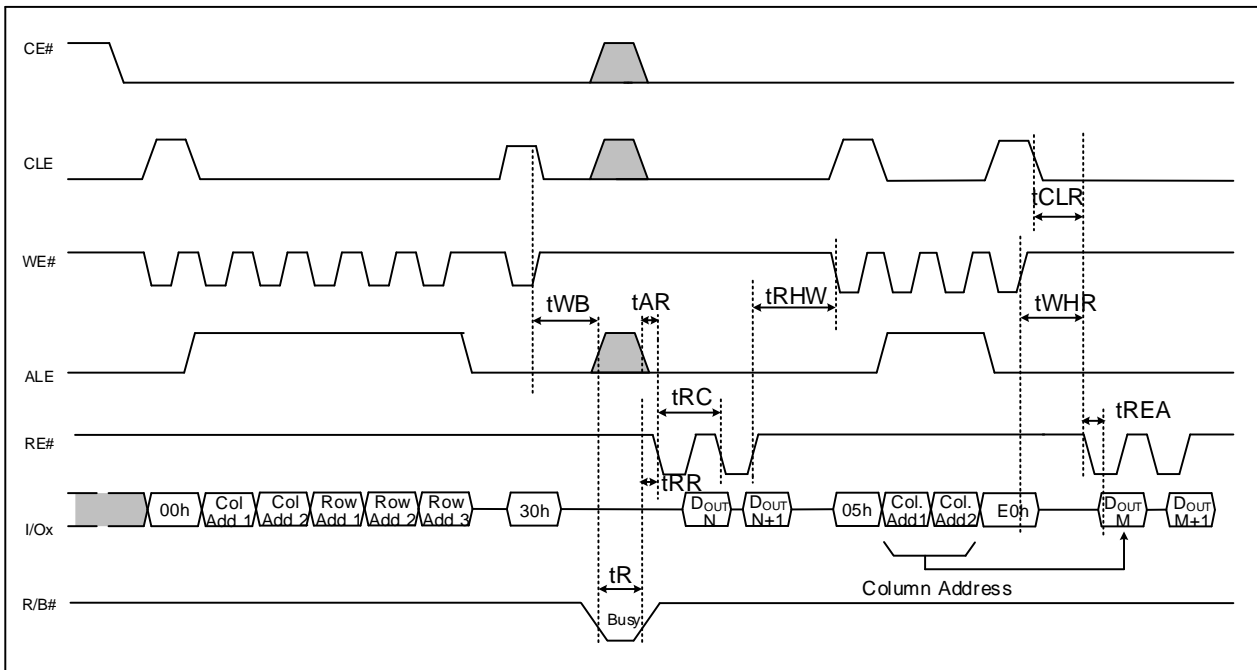 CE#
CLE
tCLR
WE#
tWB
tAR
tRHW
tWHR
ALE
tRC
tREA
RE#
tRR
I/Ox
00h
Col Add.1
Col Add.2
Row Add.1
Row Add.2
Row Add.3
30h
DOUT N
DOUT N+1
05h
Col. Add1
Col. Add2
E0h
DOUT M
DOUT M+1
tR
Column Address
R/B#
Busy